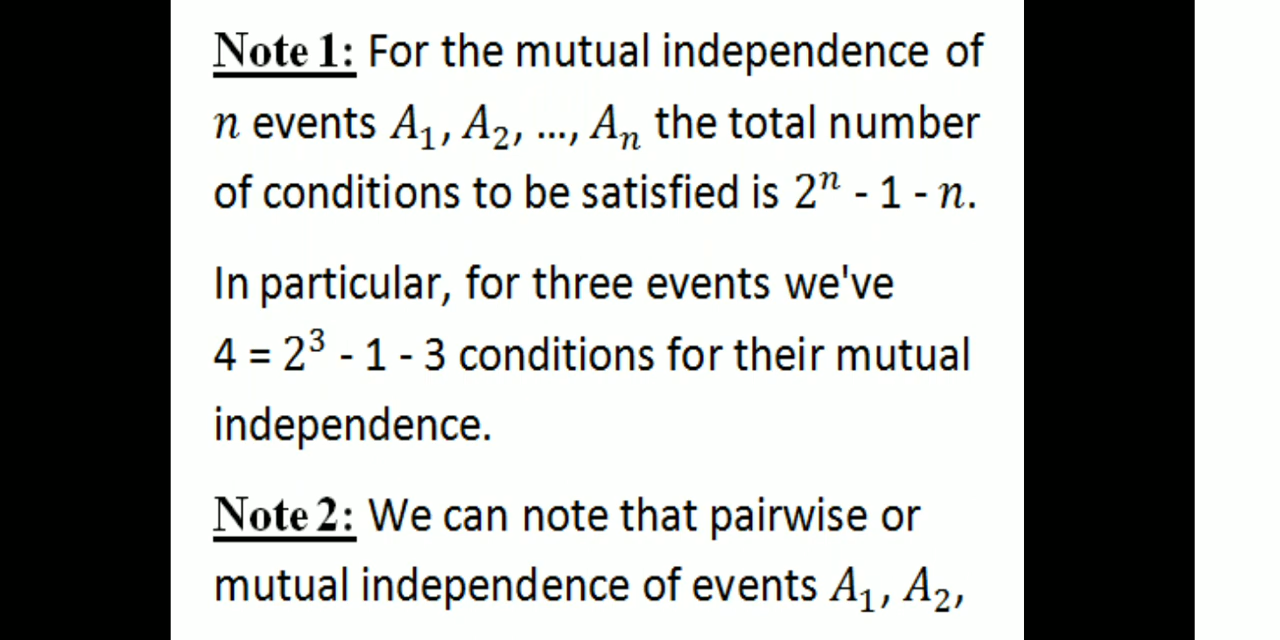 Note 1: For the mutual independence of
n events A₁, A₂, ..., Aₙ the total number
of conditions to be satisfied is 2ⁿ - 1 - n.
In particular, for three events we've
4 = 2³ - 1 - 3 conditions for their mutual
independence.
Note 2: We can note that pairwise or
mutual independence of events A₁, A₂,